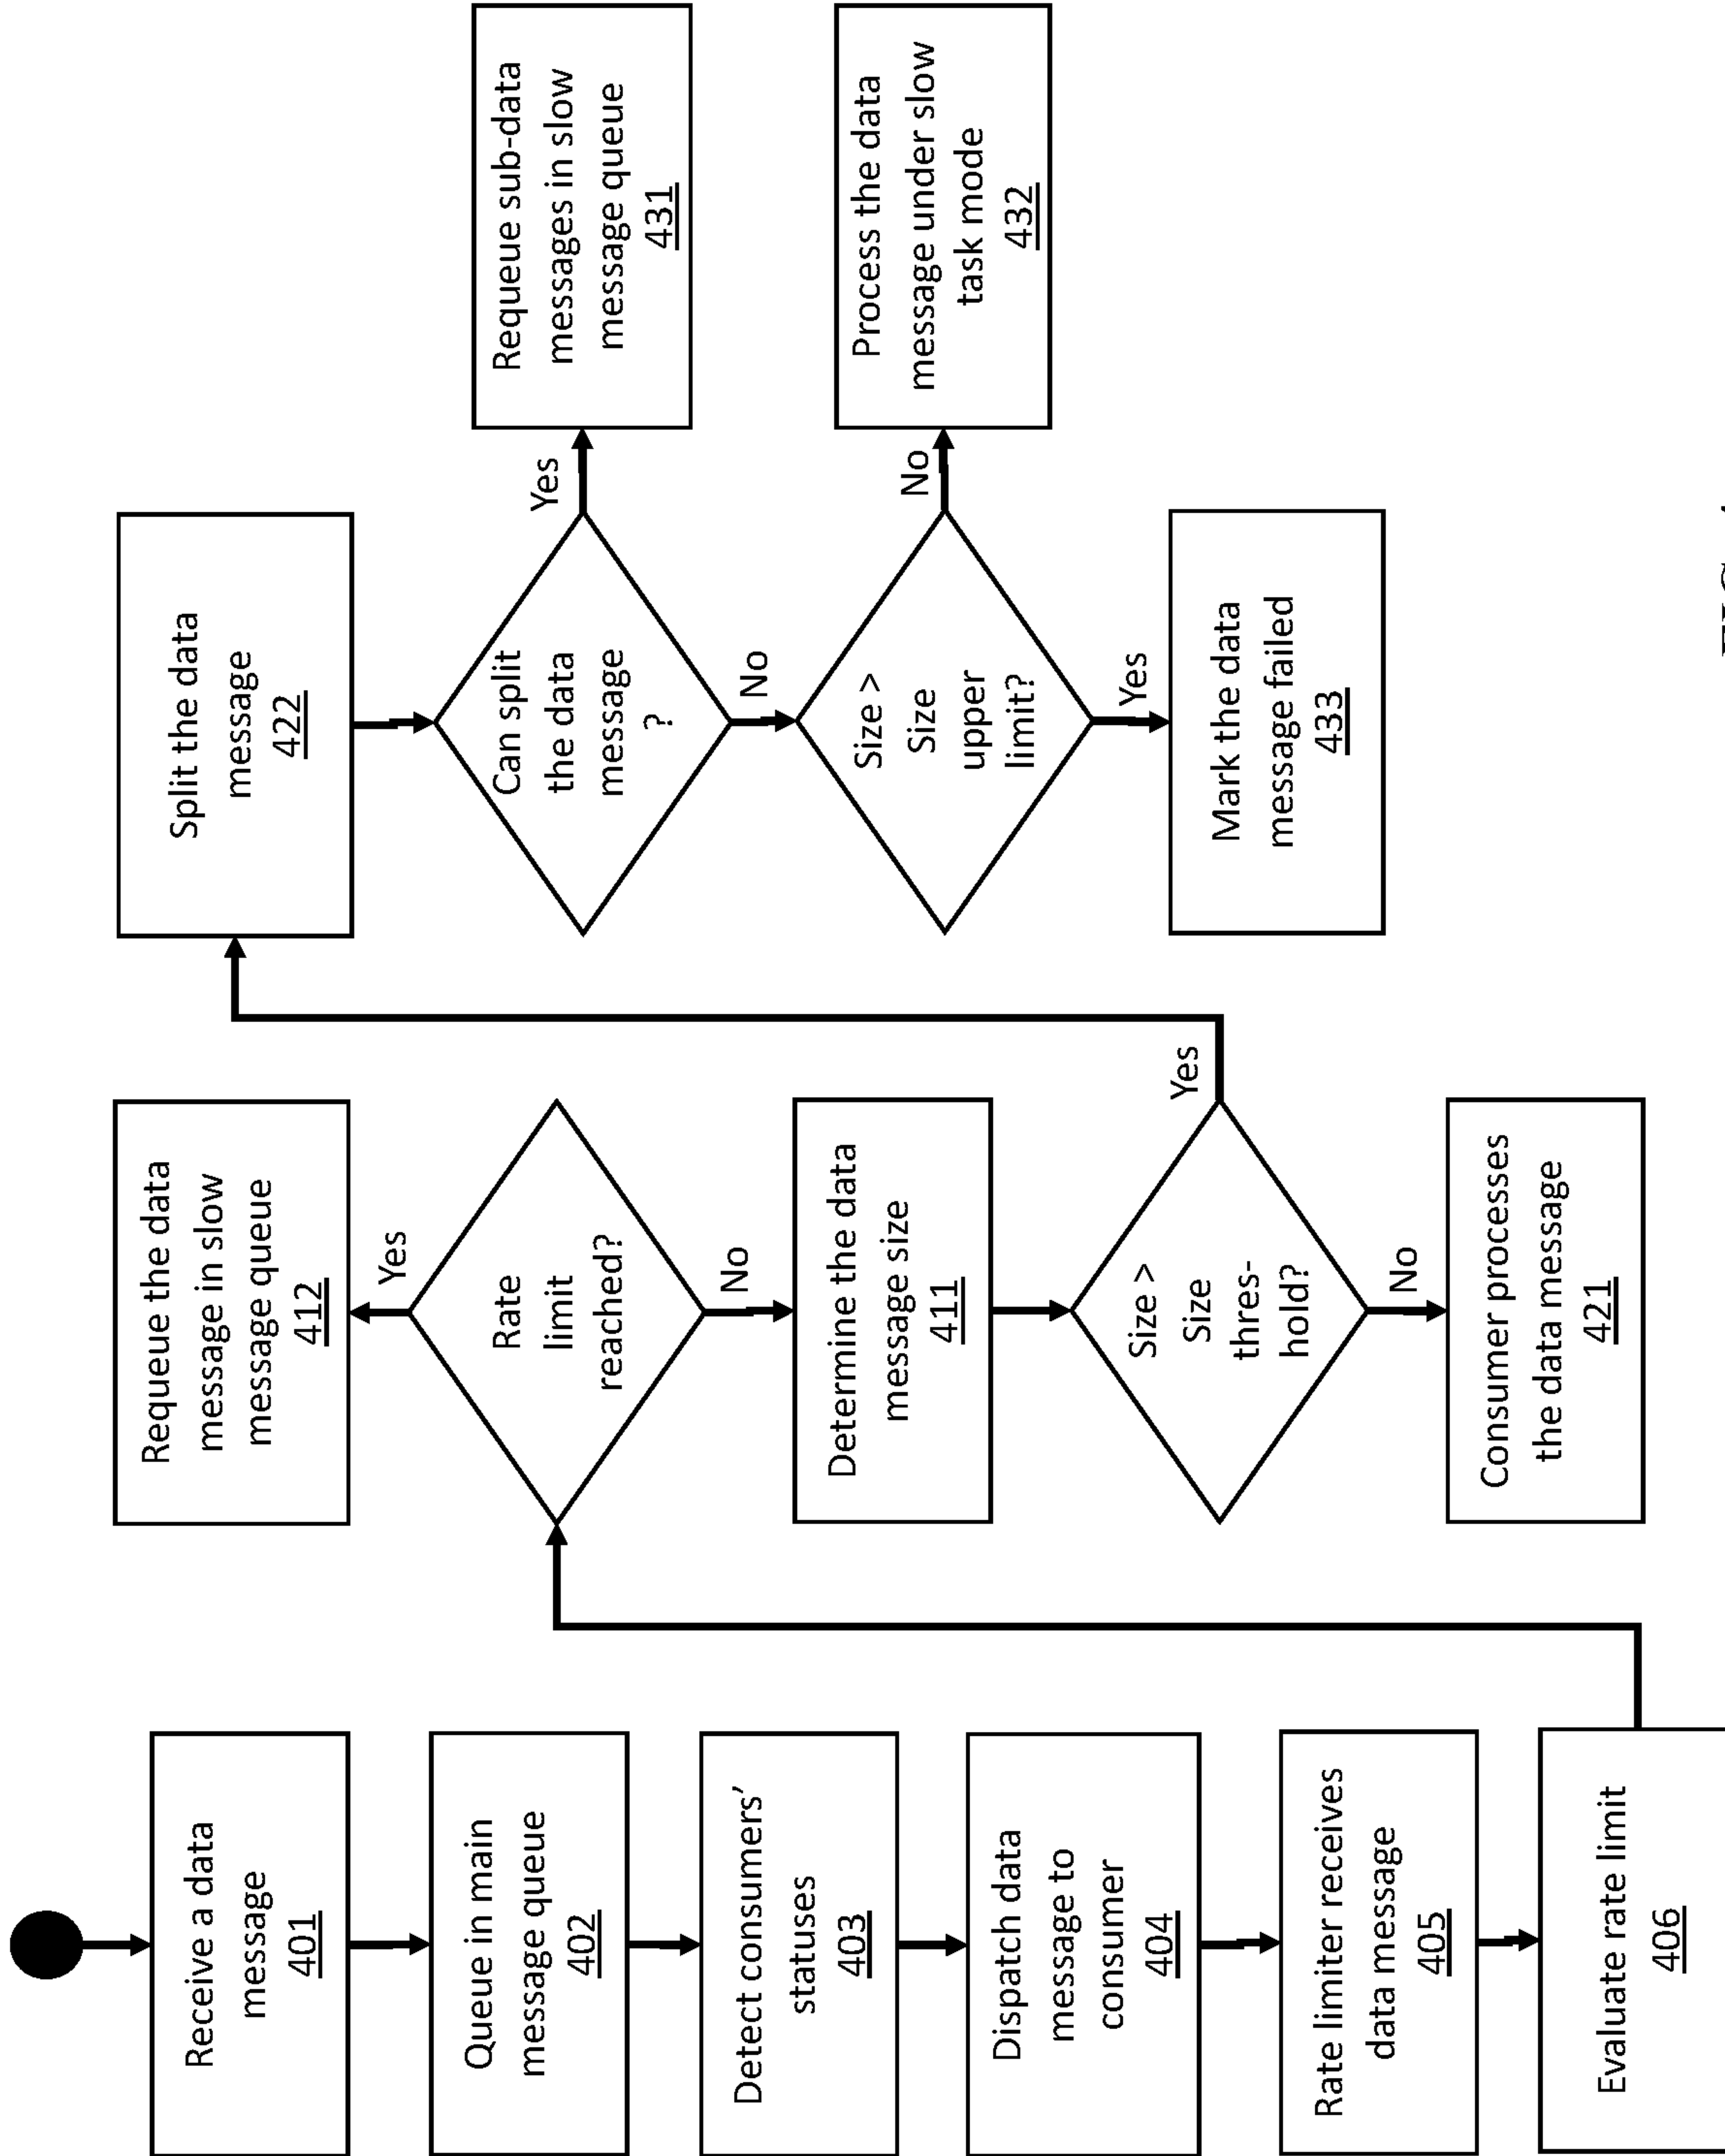 Receive a data
message
401
Queue in main
message queue
402
Detect consumers’
statuses
403
Dispatch data
message to
consumer
404
Rate limiter receives
data message
405
Evaluate rate limit
406
Requeue the data
message in slow
message queue
412
Yes
Rate
limit
reached?
No
Determine the data
message size
411
Size >
Size
thres-
hold?
Yes
No
Consumer processes
the data message
421
Split the data
message
422
Can split
the data
message
?
Yes
No
Requeue sub-data
messages in slow
message queue
431
Size >
Size
upper
limit?
No
Yes
Process the data
message under slow
task mode
432
Mark the data
message failed
433